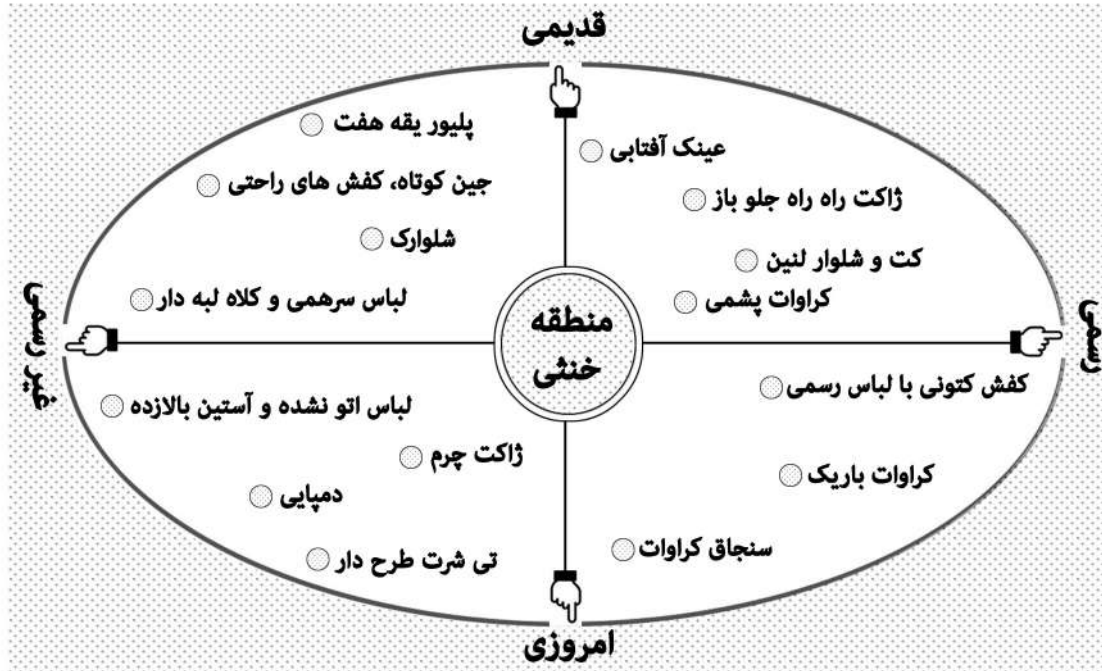 قدیمی
پلیور یقه هفت
عینک آفتابی
جین کوتاه، کفش های راحتی
ژاکت راه راه جلو باز
شلوارک
کت و شلوار لنین
لباس سرهمی و کلاه لبه دار
کراوات پشمی
رسمی
منطقه
خنثی
غیر رسمی
کفش کتونی با لباس رسمی
لباس اتو نشده و آستین بالازده
ژاکت چرم
کراوات باریک
دمپایی
سنجاق کراوات
تی شرت طرح دار
امروزی